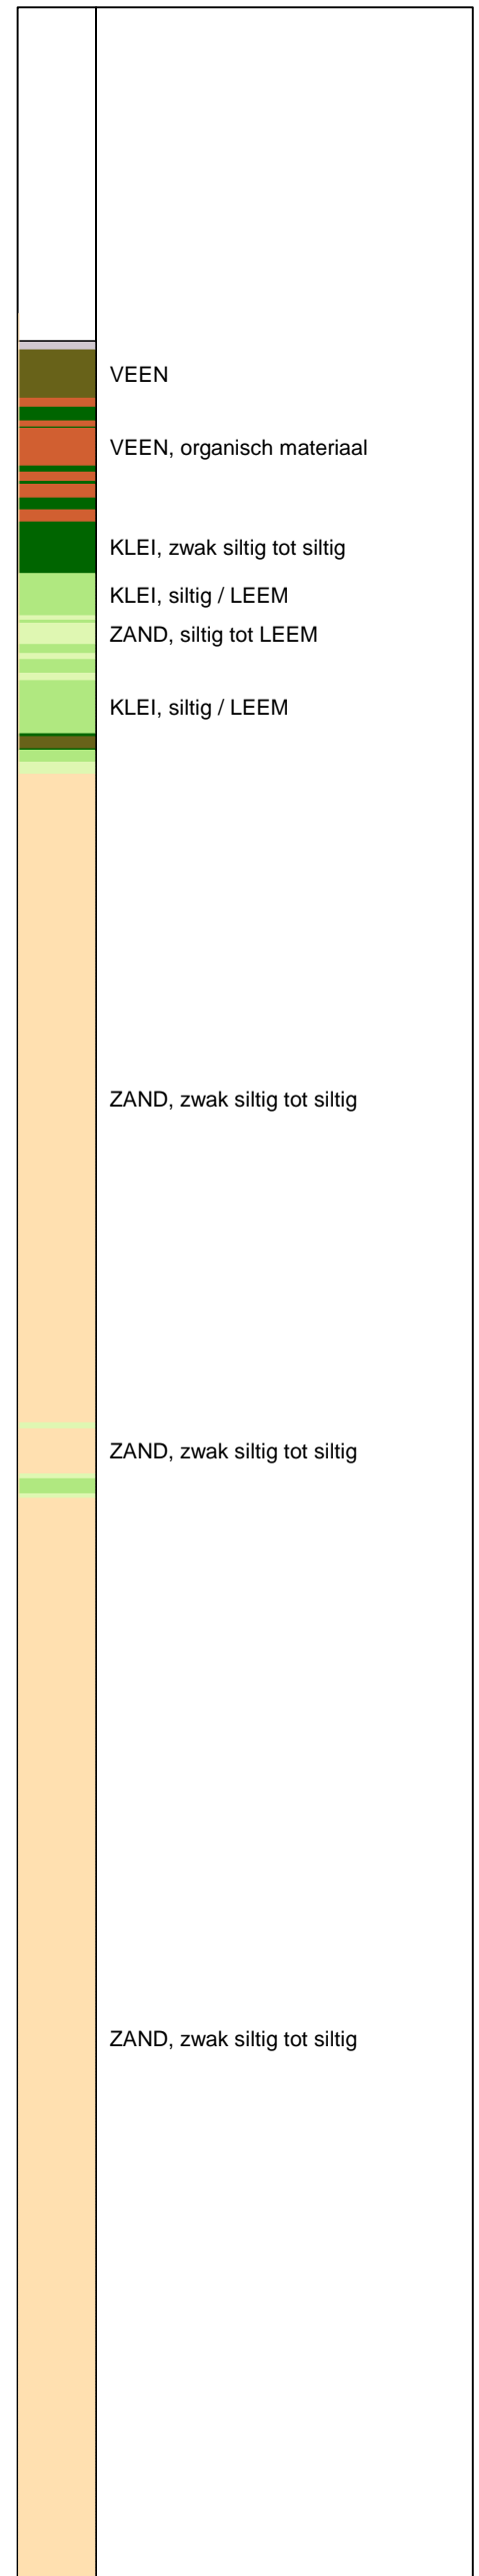 VEEN
VEEN, organisch materiaal
KLEI, zwak siltig tot siltig
KLEI, siltig / LEEM
ZAND, siltig tot LEEM
KLEI, siltig / LEEM
ZAND, zwak siltig tot siltig
ZAND, zwak siltig tot siltig
ZAND, zwak siltig tot siltig